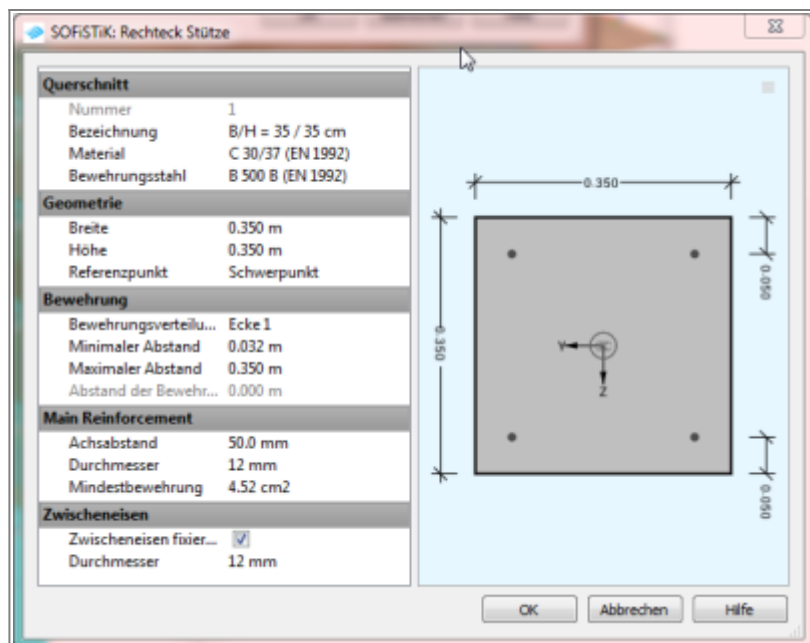 SOFiSTiK: Rechteck Stütze
Querschnitt
Nummer 1
Bezeichnung B/H = 35 / 35 cm
Material C 30/37 (EN 1992)
Bewehrungsstahl B 500 B (EN 1992)
Geometrie
Breite 0.350 m
Höhe 0.350 m
Referenzpunkt Schwerpunkt
Bewehrung
Bewehrungsverteilu... Ecke 1
Minimaler Abstand 0.032 m
Maximaler Abstand 0.350 m
Abstand der Bewehr... 0.000 m
Main Reinforcement
Achsabstand 50.0 mm
Durchmesser 12 mm
Mindestbewehrung 4.52 cm2
Zwischeneisen
Zwischeneisen fixier...
Durchmesser 12 mm
0.350
0.050
0.350
Y
Z
0.050
OK Abbrechen Hilfe